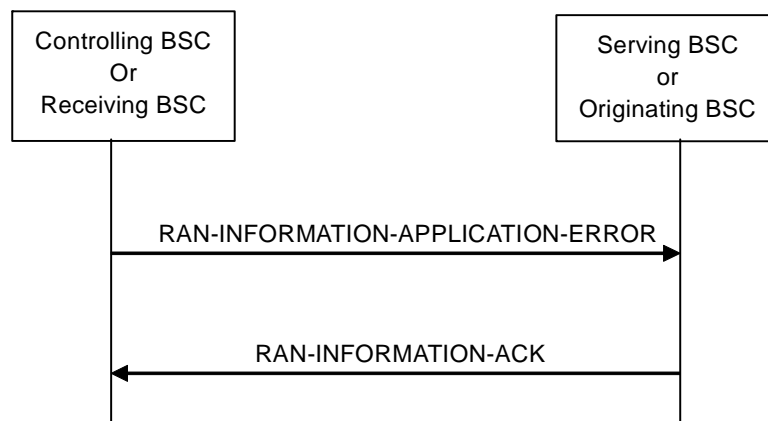 Controlling BSC
Or
Receiving BSC
Serving BSC
or
Originating BSC
RAN-INFORMATION-APPLICATION-ERROR
RAN-INFORMATION-ACK